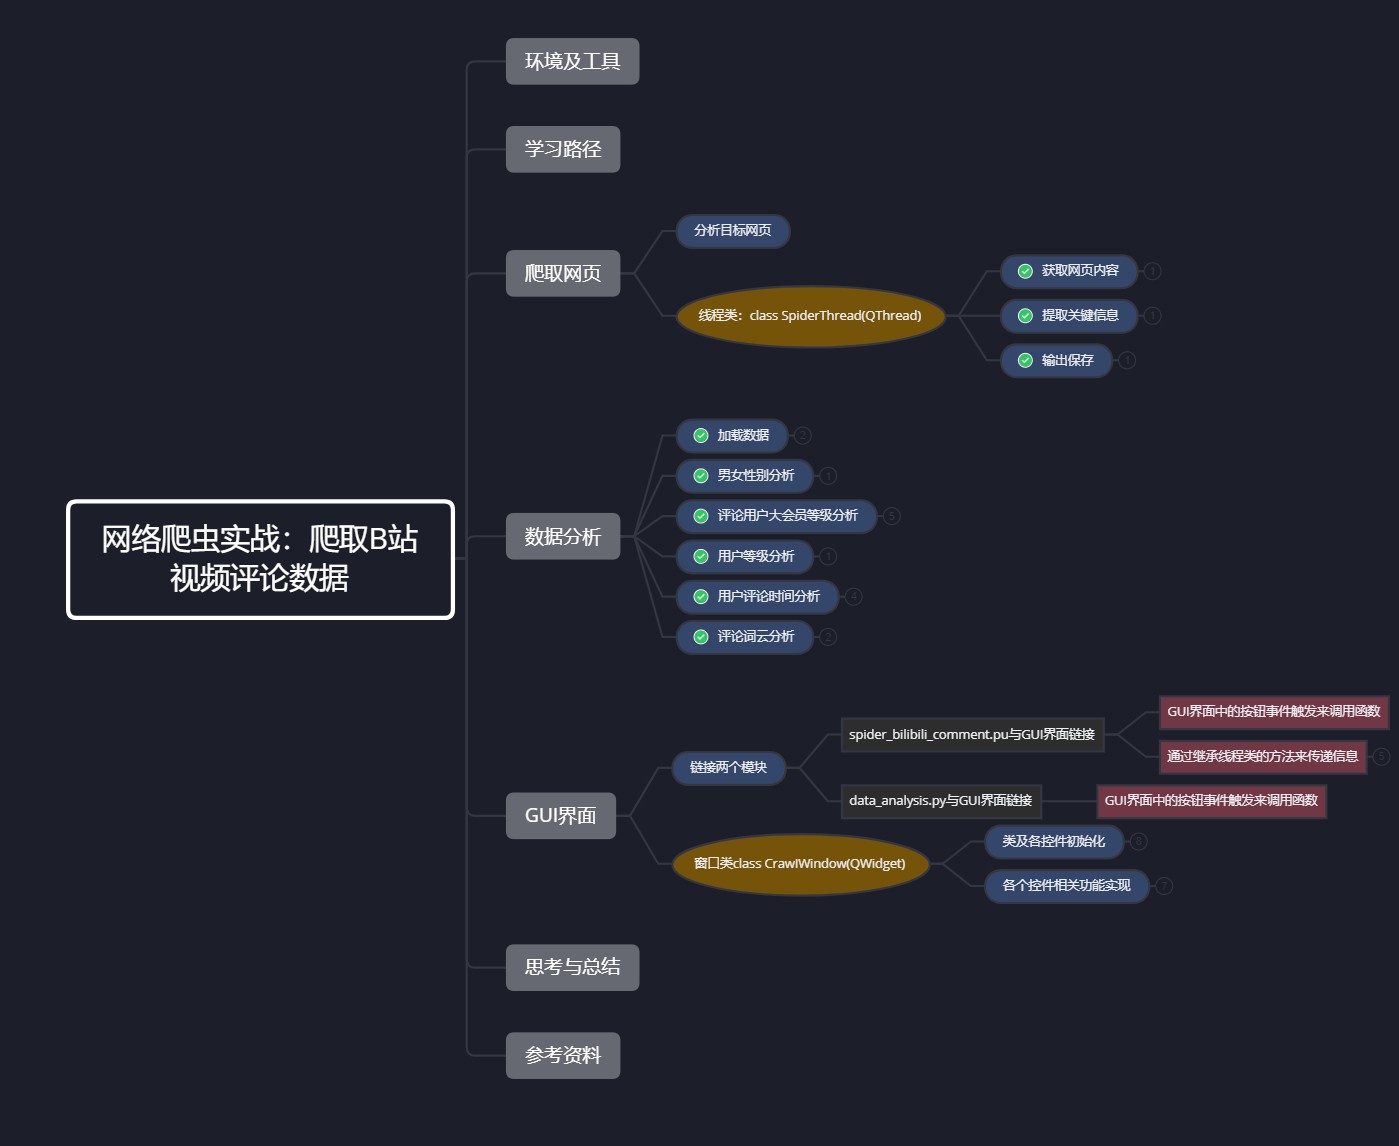 环境及工具
学习路径
爬取网页
分析目标网页
线程类：class SpiderThread(QThread)
获取网页内容
1
提取关键信息
1
输出保存
1
网络爬虫实战：爬取B站
视频评论数据
数据分析
加载数据
2
男女性别分析
1
评论用户大会员等级分析
5
用户等级分析
1
用户评论时间分析
4
评论词云分析
2
GUI界面
链接两个模块
spider_bilibili_comment.pu与GUI界面链接
GUI界面中的按钮事件触发来调用函数
通过继承线程类的方法来传递信息
5
data_analysis.py与GUI界面链接
GUI界面中的按钮事件触发来调用函数
窗口类class CrawlWindow(QWidget)
类及各控件初始化
8
各个控件相关功能实现
7
思考与总结
参考资料